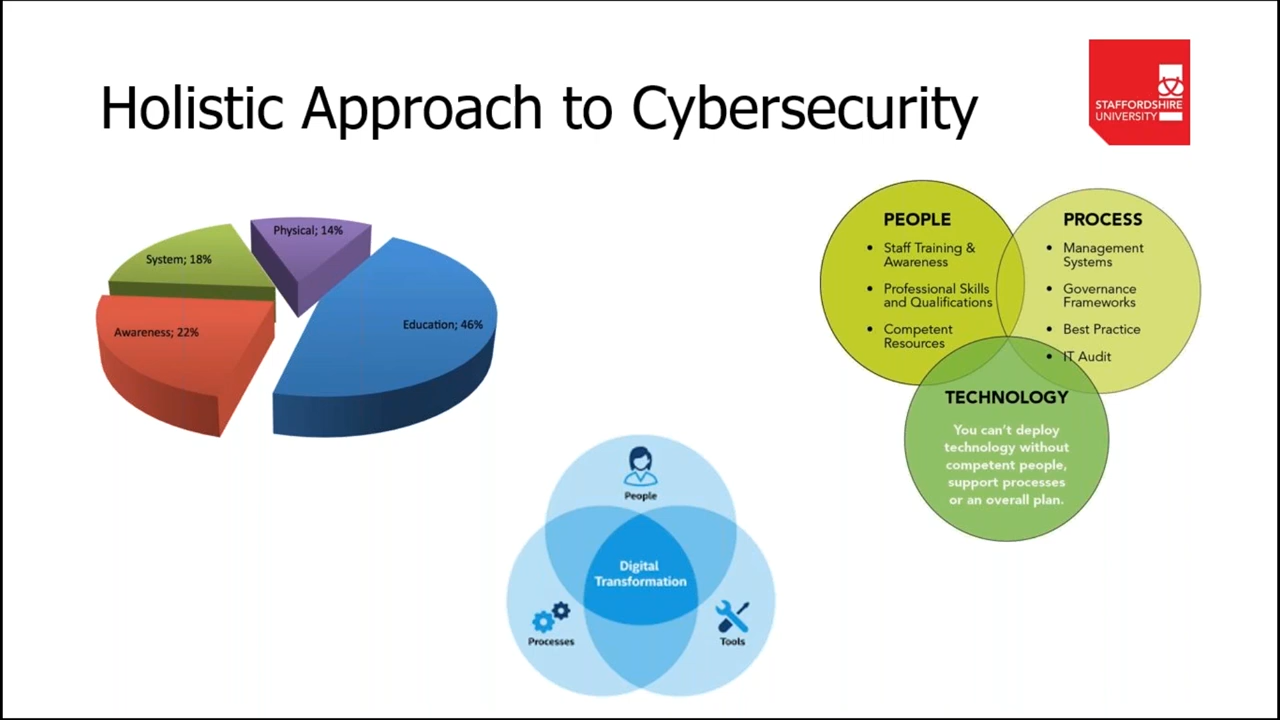 Holistic Approach to Cybersecurity
STAFFORDSHIRE
UNIVERSITY
Physical; 14%
System; 18%
Education; 46%
Awareness; 22%
PEOPLE
• Staff Training &
Awareness
• Professional Skills
and Qualifications
• Competent
Resources
PROCESS
• Management
Systems
• Governance
Frameworks
• Best Practice
• IT Audit
TECHNOLOGY
You can't deploy
technology without
competent people,
support processes
or an overall plan.
People
Digital
Transformation
Processes
Tools